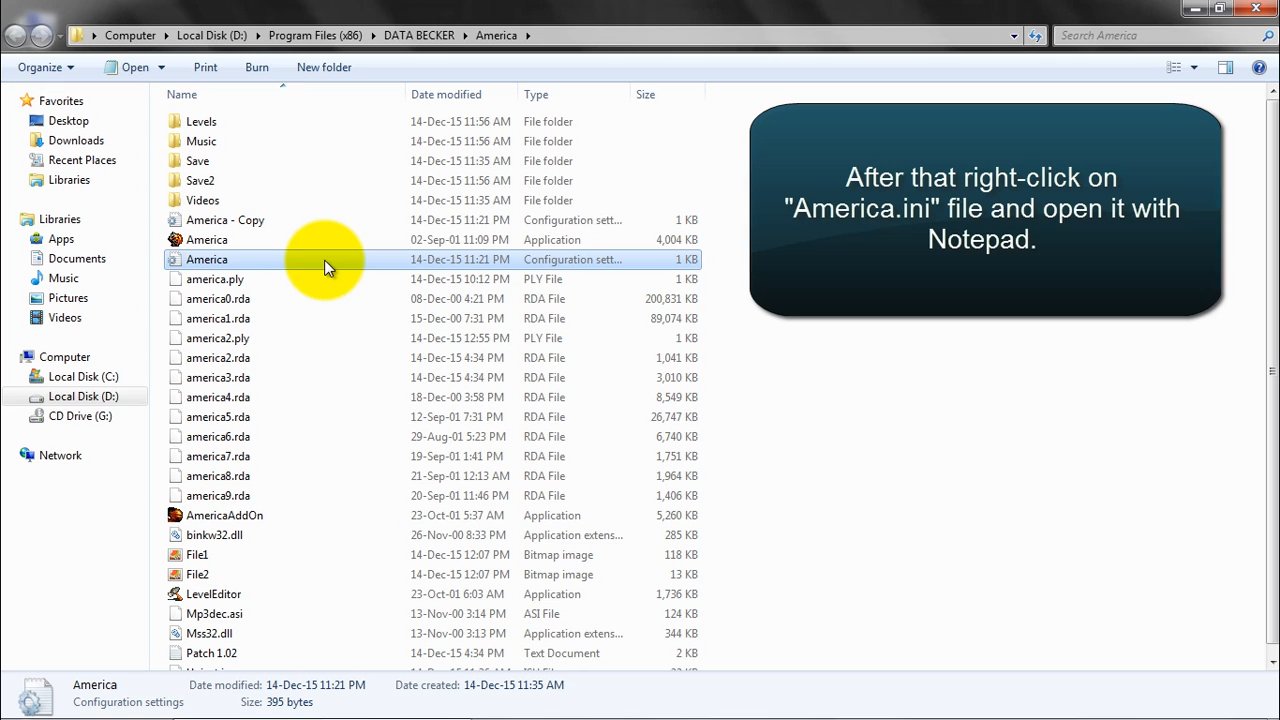 Computer ▸ Local Disk (D:) ▸ Program Files (x86) ▸ DATA BECKER ▸ America ▸
Search America
Organize
Open
Print
Burn
New folder
Favorites
Desktop
Downloads
Recent Places
Libraries
Libraries
Apps
Documents
Music
Pictures
Videos
Computer
Local Disk (C:)
Local Disk (D:)
CD Drive (G:)
Network
Name Date modified Type Size
Levels 14-Dec-15 11:56 AM File folder
Music 14-Dec-15 11:56 AM File folder
Save 14-Dec-15 11:35 AM File folder
Save2 14-Dec-15 11:56 AM File folder
Videos 14-Dec-15 11:35 AM File folder
America - Copy 14-Dec-15 11:21 PM Configuration sett... 1 KB
America 02-Sep-01 11:09 PM Application 4,004 KB
America 14-Dec-15 11:21 PM Configuration sett... 1 KB
america.ply 14-Dec-15 10:12 PM PLY File 1 KB
america0.rda 08-Dec-00 4:21 PM RDA File 200,831 KB
america1.rda 15-Dec-00 7:31 PM RDA File 89,074 KB
america2.ply 14-Dec-15 12:55 PM PLY File 1 KB
america2.rda 14-Dec-15 4:34 PM RDA File 1,041 KB
america3.rda 14-Dec-15 4:34 PM RDA File 3,010 KB
america4.rda 18-Dec-00 3:58 PM RDA File 8,549 KB
america5.rda 12-Sep-01 7:31 PM RDA File 26,747 KB
america6.rda 29-Aug-01 5:23 PM RDA File 6,740 KB
america7.rda 19-Sep-01 1:41 PM RDA File 1,751 KB
america8.rda 21-Sep-01 12:13 AM RDA File 1,964 KB
america9.rda 20-Sep-01 11:46 PM RDA File 1,406 KB
AmericaAddOn 23-Oct-01 5:37 AM Application 5,260 KB
binkw32.dll 26-Nov-00 8:33 PM Application extens... 285 KB
File1 14-Dec-15 12:07 PM Bitmap image 118 KB
File2 14-Dec-15 12:07 PM Bitmap image 13 KB
LevelEditor 23-Oct-01 6:03 AM Application 1,736 KB
Mp3dec.asi 13-Nov-00 3:14 PM ASI File 124 KB
Mss32.dll 13-Nov-00 3:13 PM Application extens... 344 KB
Patch 1.02 14-Dec-15 4:34 PM Text Document 2 KB
After that right-click on
"America.ini" file and open it with
Notepad.
America Date modified: 14-Dec-15 11:21 PM Date created: 14-Dec-15 11:35 AM
Configuration settings Size: 395 bytes